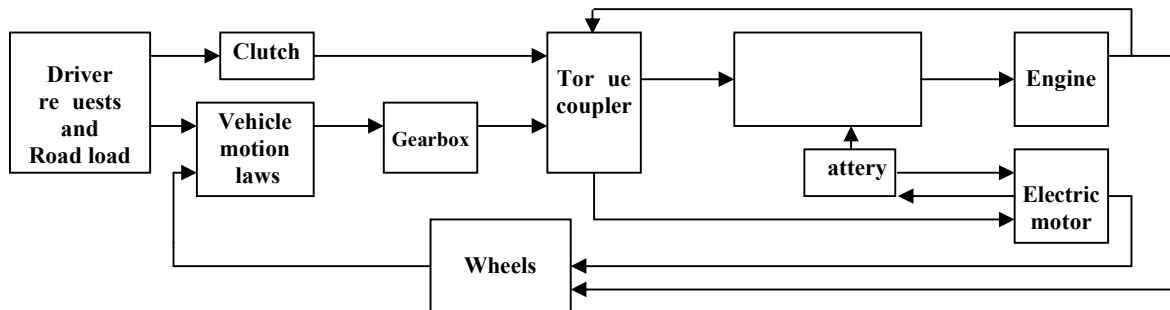 Driver
re uests
and
Road load
Clutch
Vehicle
motion
laws
Gearbox
Tor ue
coupler
Engine
attery
Electric
motor
Wheels